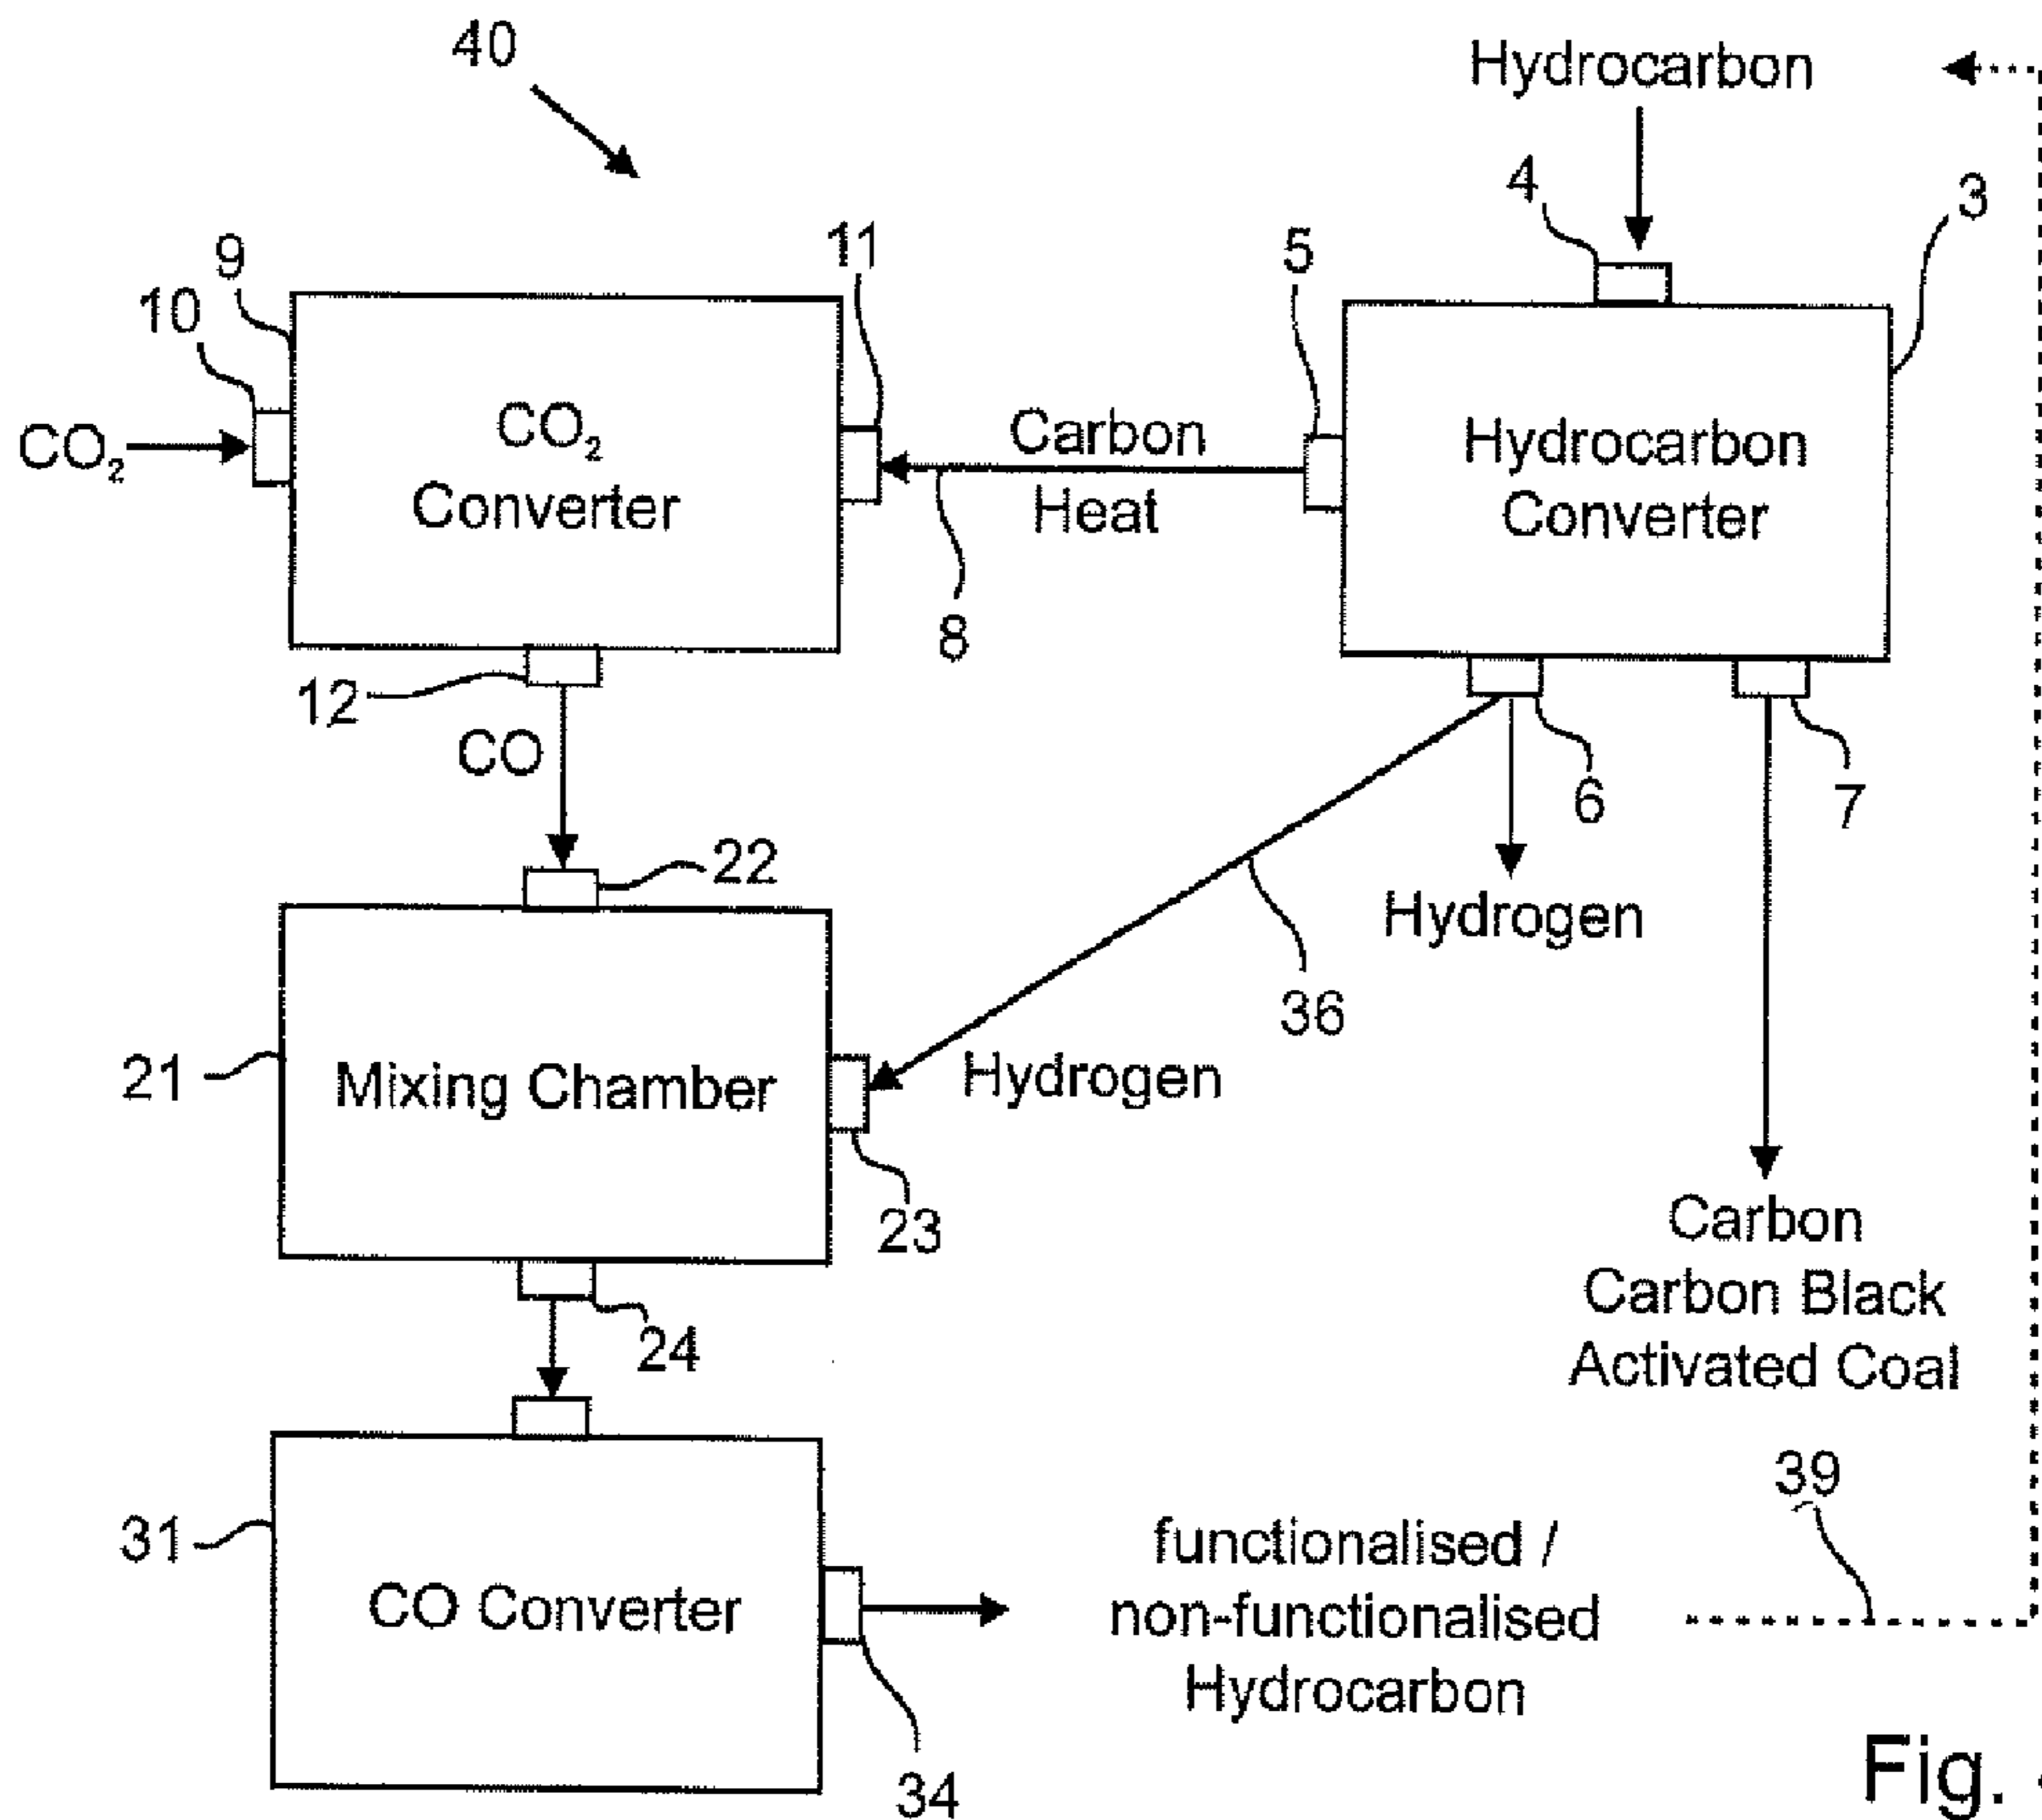 40
Hydrocarbon
4
3
9
11
5
10
CO₂
CO₂
Converter
Carbon
Heat
Hydrocarbon
Converter
8
12
CO
6
7
22
Hydrogen
36
21
Mixing Chamber
Hydrogen
23
Carbon
Carbon Black
Activated Coal
24
39
31
CO Converter
functionalised /
non-functionalised
Hydrocarbon
34
Fig.